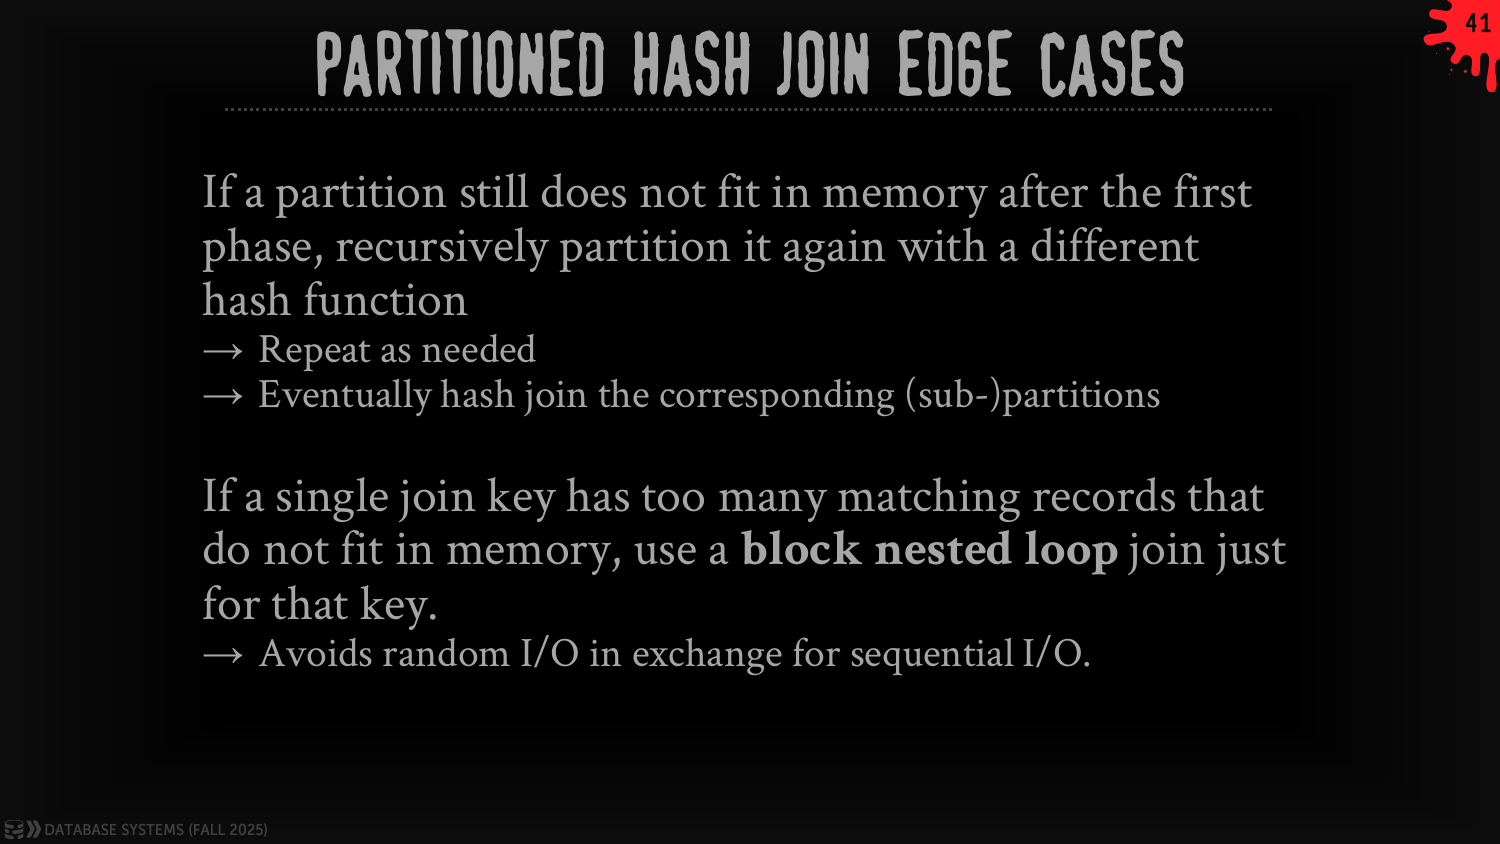 41
PARTITIONED HASH JOIN EDGE CASES
If a partition still does not fit in memory after the first
phase, recursively partition it again with a different
hash function
→ Repeat as needed
→ Eventually hash join the corresponding (sub-)partitions
If a single join key has too many matching records that
do not fit in memory, use a block nested loop join just
for that key.
→ Avoids random I/O in exchange for sequential I/O.
DATABASE SYSTEMS (FALL 2025)